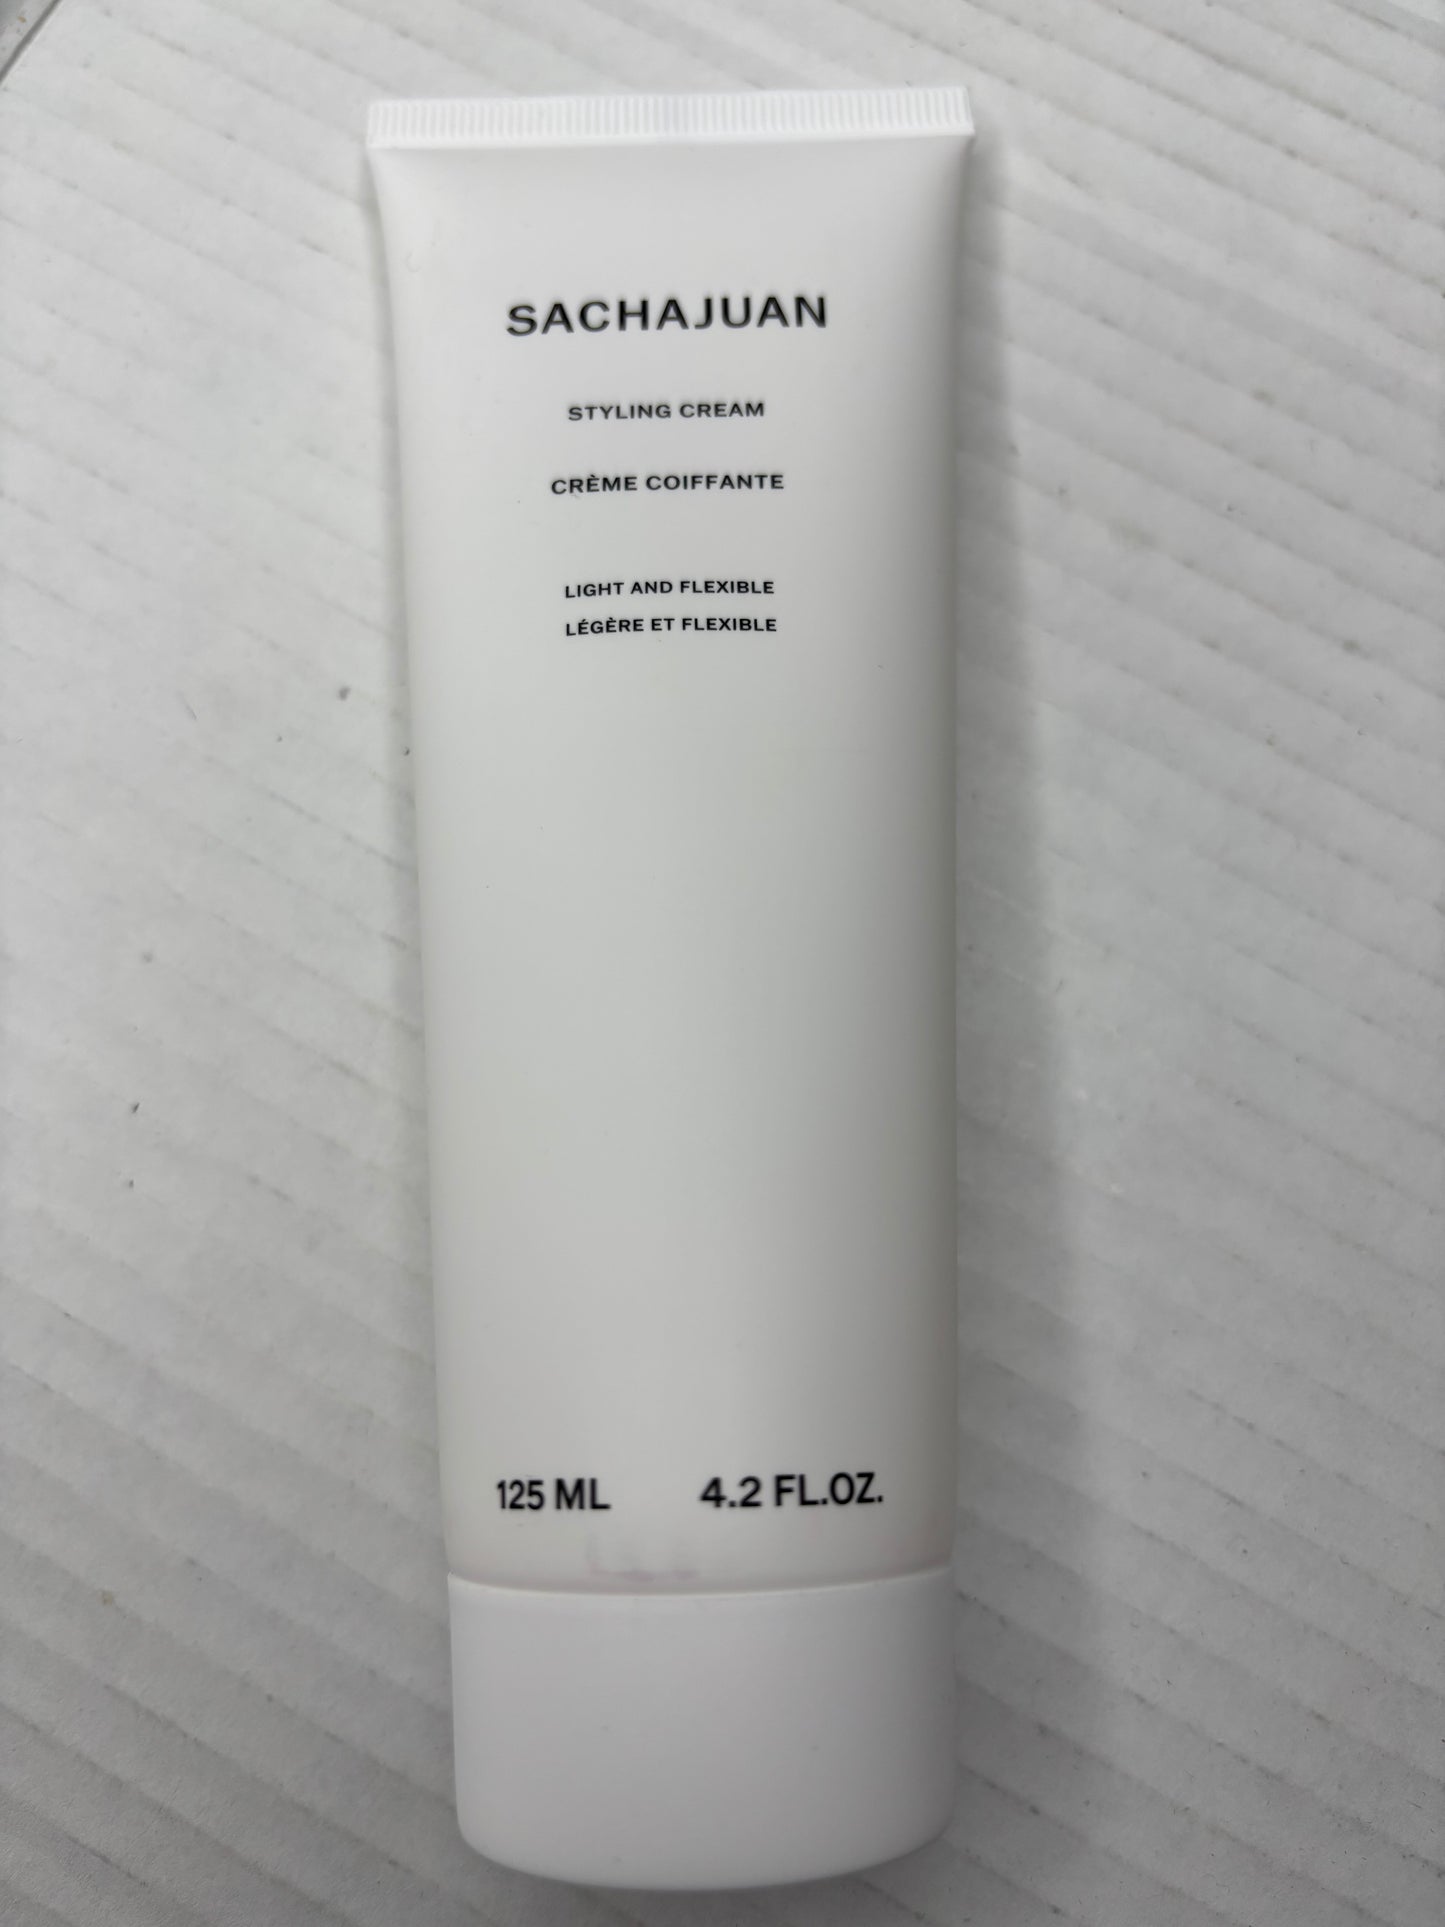 SACHAJUAN
STYLING CREAM
CRÈME COIFFANTE
LIGHT AND FLEXIBLE
LÉGÈRE ET FLEXIBLE
125 ML 4.2 FL.OZ.